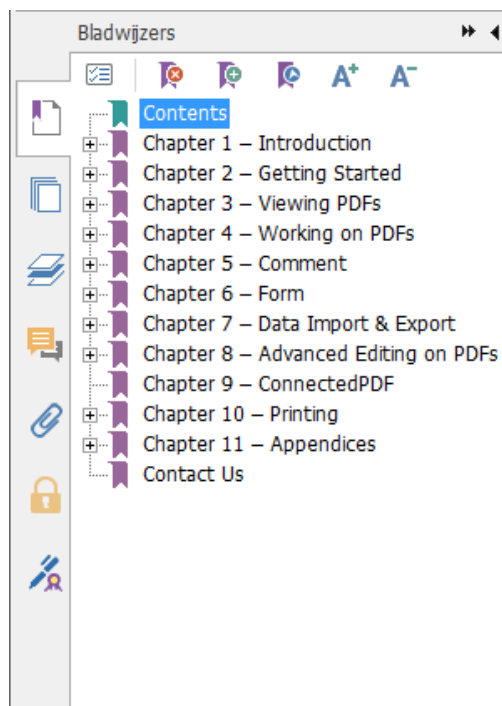 Bladwijzers
A+ A-
Contents
Chapter 1 – Introduction
Chapter 2 – Getting Started
Chapter 3 – Viewing PDFs
Chapter 4 – Working on PDFs
Chapter 5 – Comment
Chapter 6 – Form
Chapter 7 – Data Import & Export
Chapter 8 – Advanced Editing on PDFs
Chapter 9 – ConnectedPDF
Chapter 10 – Printing
Chapter 11 – Appendices
Contact Us